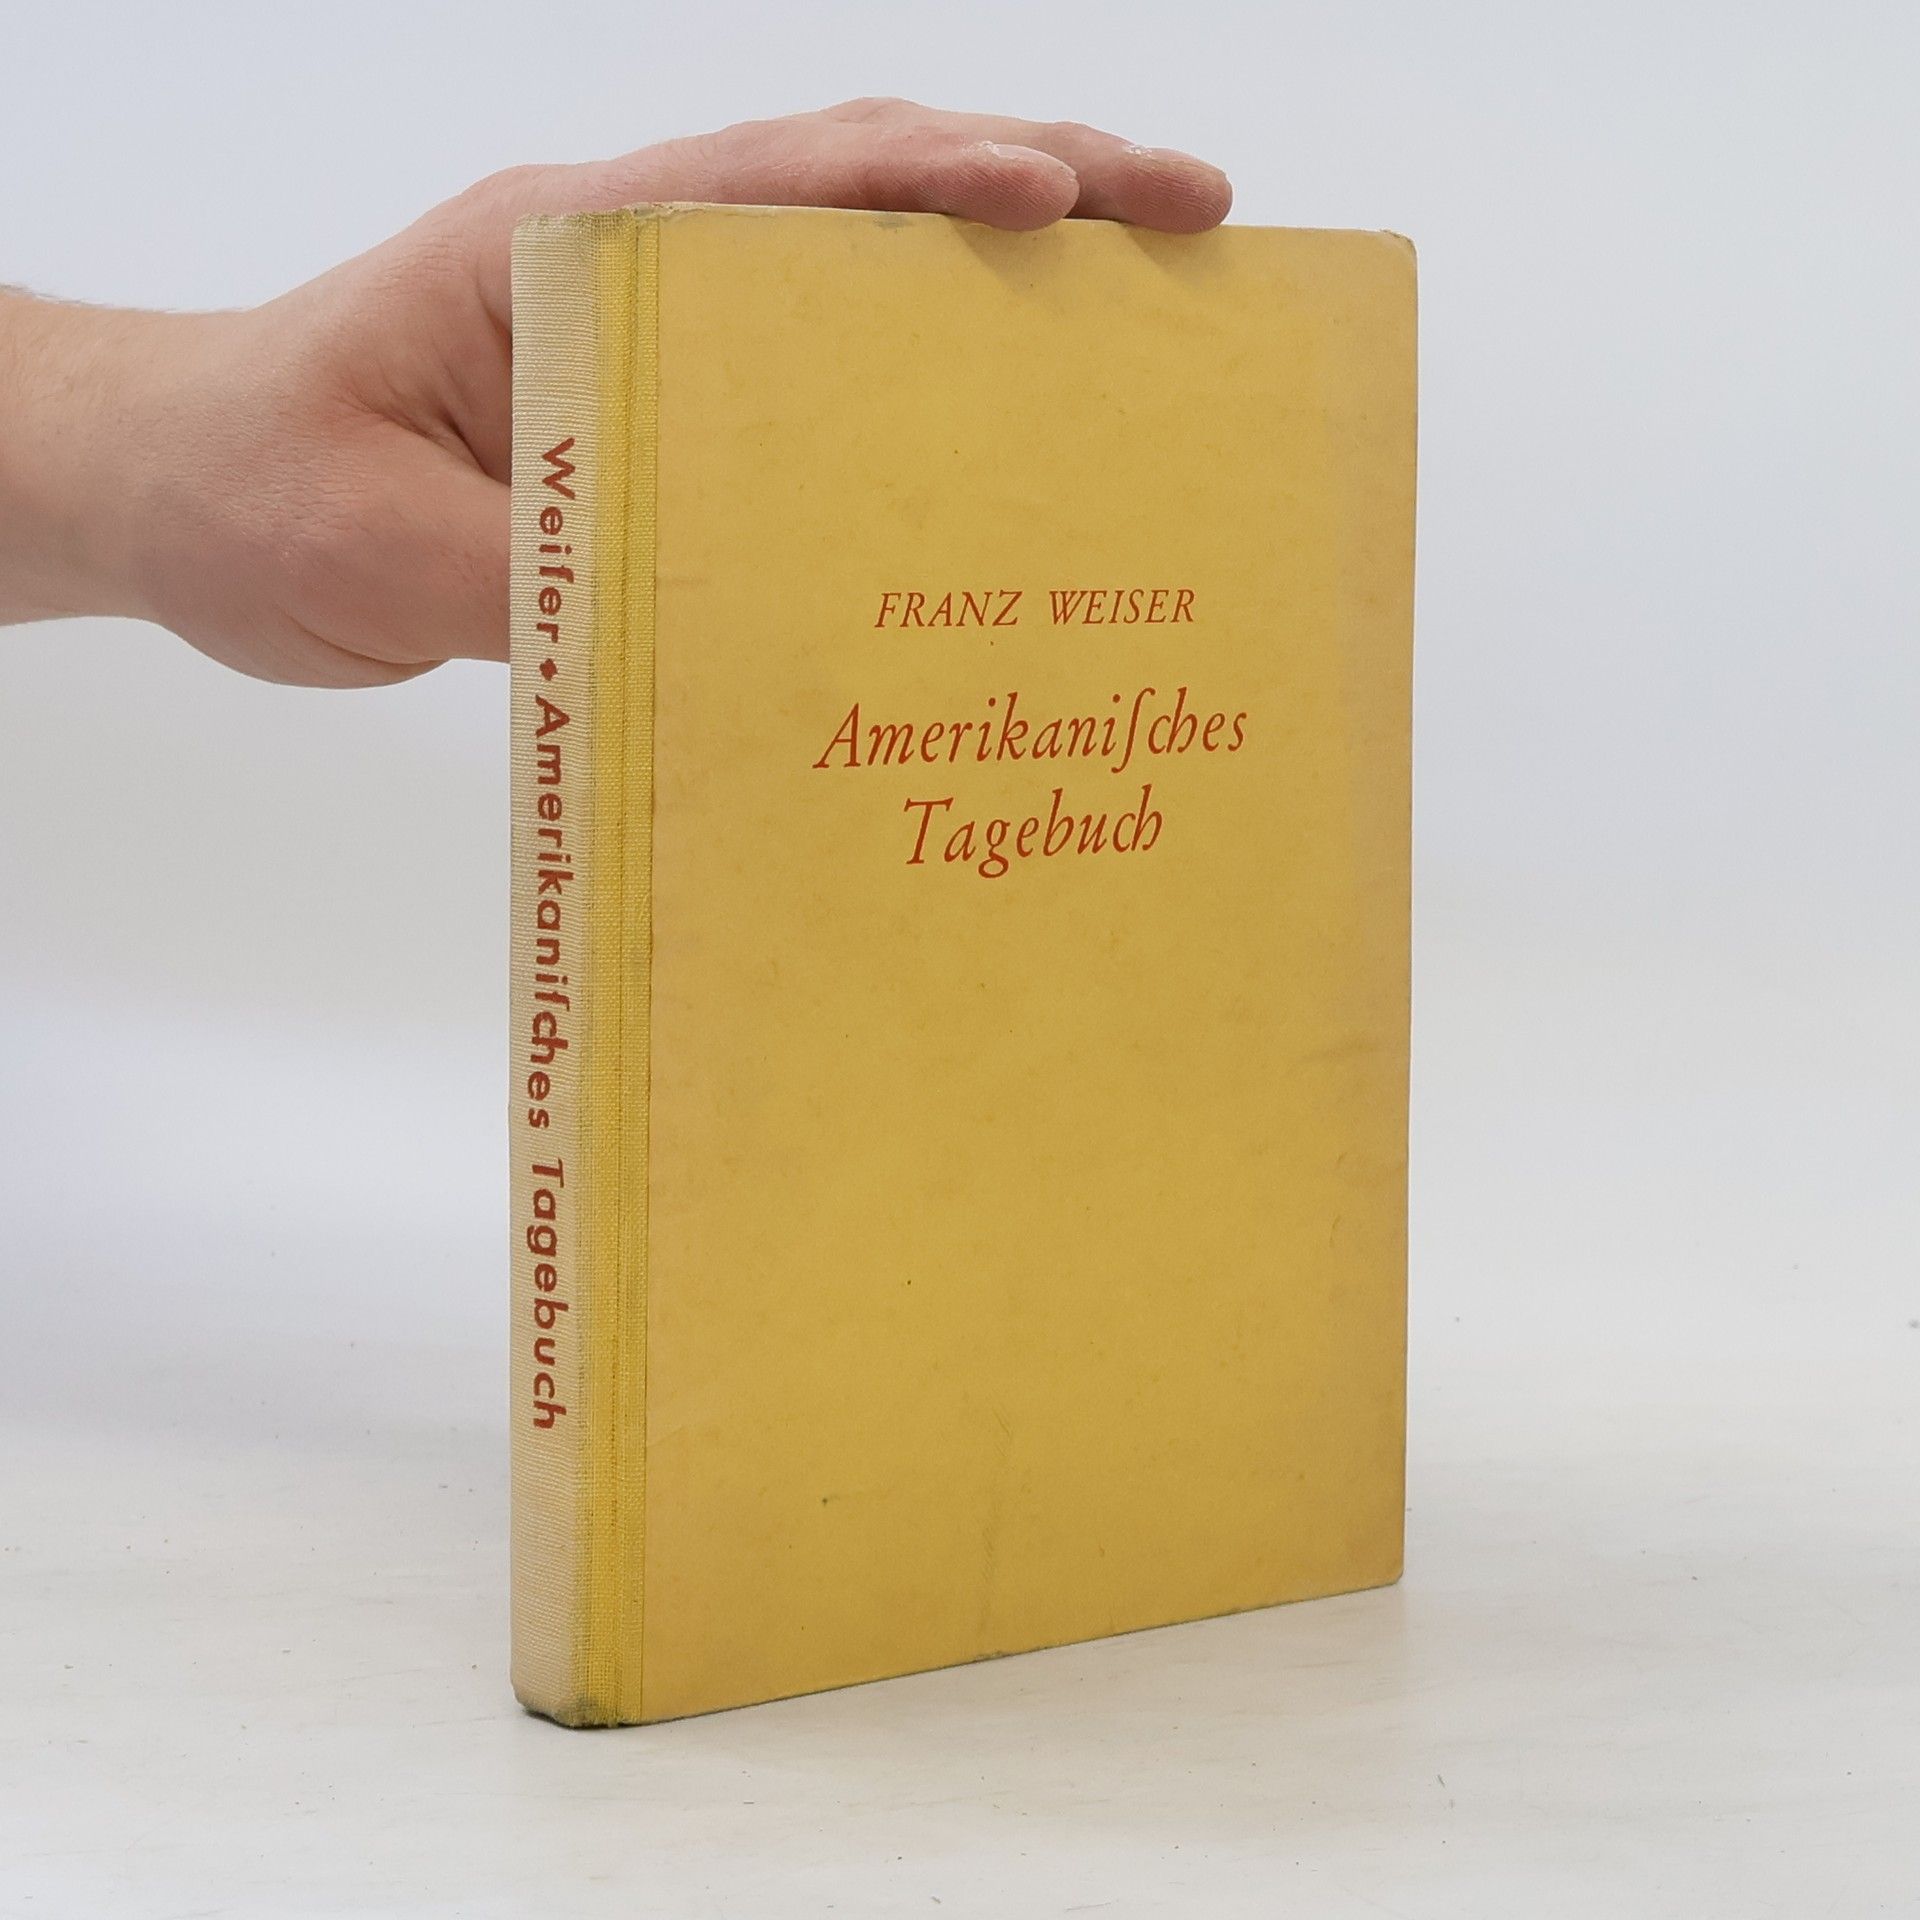 Weiſer ◆ Amerikaniſches Tagebuch
FRANZ WEISER
Amerikaniſches
Tagebuch